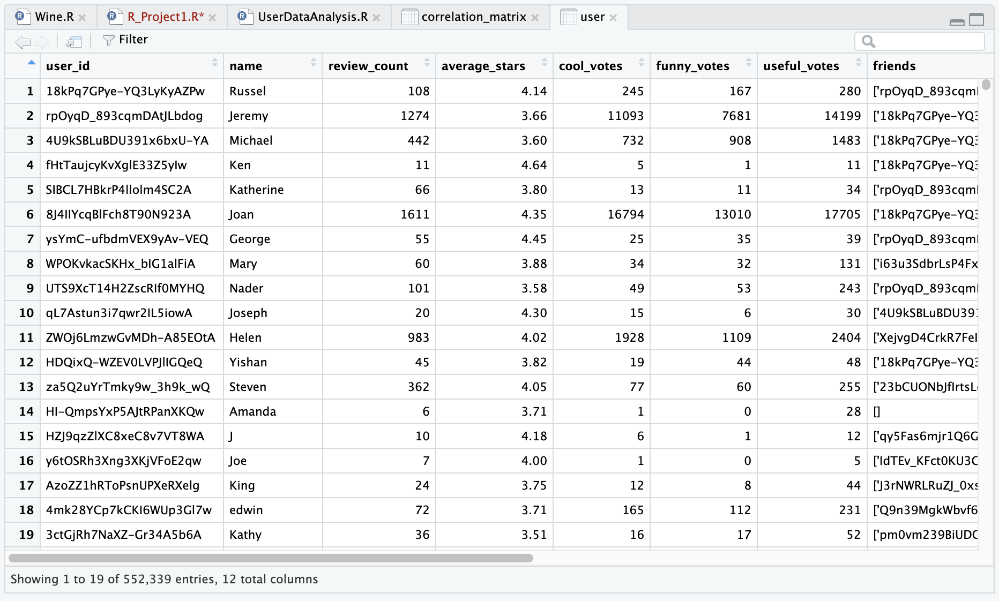 Wine.R R_Project1.R* UserDataAnalysis.R correlation_matrix user
Filter
user_id name review_count average_stars cool_votes funny_votes useful_votes friends
1 18kPq7GPye-YQ3LyKyAZPw Russel 108 4.14 245 167 280 ['rpOyqD_893cqm
2 rpOyqD_893cqmDAtJLbdog Jeremy 1274 3.66 11093 7681 14199 ['18kPq7GPye-YQ3
3 4U9kSBLuBDU391x6bxU-YA Michael 442 3.60 732 908 1483 ['18kPq7GPye-YQ3
4 fHtTaujcyKvXglE33Z5yIw Ken 11 4.64 5 1 11 ['18kPq7GPye-YQ3
5 SIBCL7HBkrP4llolm4SC2A Katherine 66 3.80 13 11 34 ['rpOyqD_893cqm
6 8J4IIYcqBlFch8T90N923A Joan 1611 4.35 16794 13010 17705 ['18kPq7GPye-YQ3
7 ysYmC-ufbdmVEX9yAv-VEQ George 55 4.45 25 35 39 ['rpOyqD_893cqm
8 WPOKvkacSKHx_bIG1alFiA Mary 60 3.88 34 32 131 ['i63u3SdbrLsP4Fx
9 UTS9XcT14H2ZscRIf0MYHQ Nader 101 3.58 49 53 243 ['rpOyqD_893cqm
10 qL7Astun3i7qwr2IL5iowA Joseph 20 4.30 15 6 30 ['4U9kSBLuBDU391
11 ZWOj6LmzwGvMDh-A85EOtA Helen 983 4.02 1928 1109 2404 ['XejvgD4CrkR7FeI
12 HDQixQ-WZEV0LVPJlIGQeQ Yishan 45 3.82 19 44 48 ['18kPq7GPye-YQ3
13 za5Q2uYrTmky9w_3h9k_wQ Steven 362 4.05 77 60 255 ['23bCUONbJfIrtsL
14 HI-QmpsYxP5AJtRPanXKQw Amanda 6 3.71 1 0 28 []
15 HZJ9qzZlXC8xeC8v7VT8WA J 10 4.18 6 1 12 ['qy5Fas6mjr1Q6G
16 y6tOSRh3Xng3XKjVFoE2qw Joe 7 4.00 1 0 5 ['IdTEv_KFct0KU3C
17 AzoZZ1hRToPsnUPXeRXelg King 24 3.75 12 8 44 ['J3rNWRLRuZJ_0xs
18 4mk28YCp7kCKI6WUp3Gl7w edwin 72 3.71 165 112 231 ['Q9n39MgkWbvf6
19 3ctGjRh7NaXZ-Gr34A5b6A Kathy 36 3.51 16 17 52 ['pm0vm239BiUDC
Showing 1 to 19 of 552,339 entries, 12 total columns